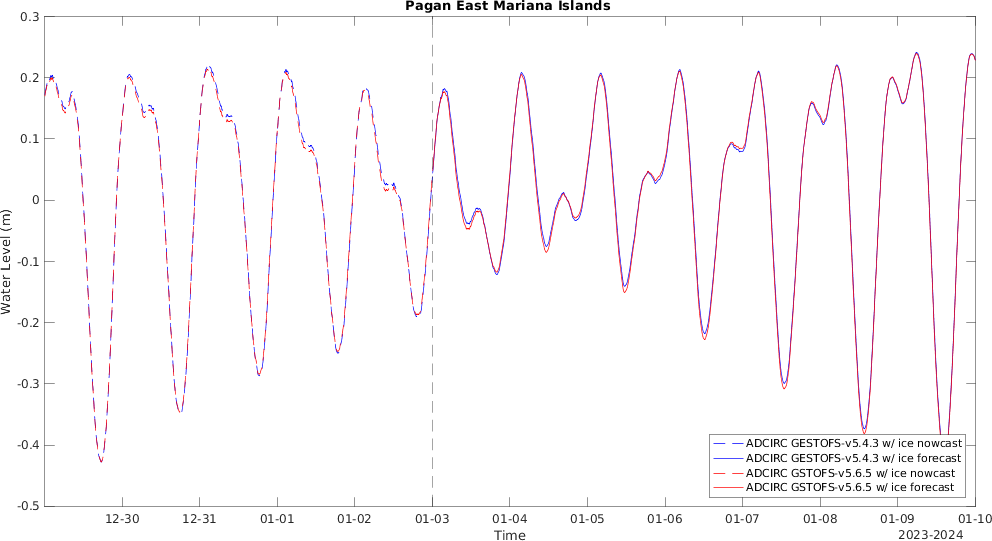 Pagan East Mariana Islands
0.3
0.2
0.1
0
-0.1
-0.2
-0.3
-0.4
-0.5
Water Level (m)
12-30 12-31 01-01 01-02 01-03 01-04 01-05 01-06 01-07 01-08 01-09 01-10
Time
2023-2024
ADCIRC GESTOFS-v5.4.3 w/ ice nowcast
ADCIRC GESTOFS-v5.4.3 w/ ice forecast
ADCIRC GSTOFS-v5.6.5 w/ ice nowcast
ADCIRC GSTOFS-v5.6.5 w/ ice forecast